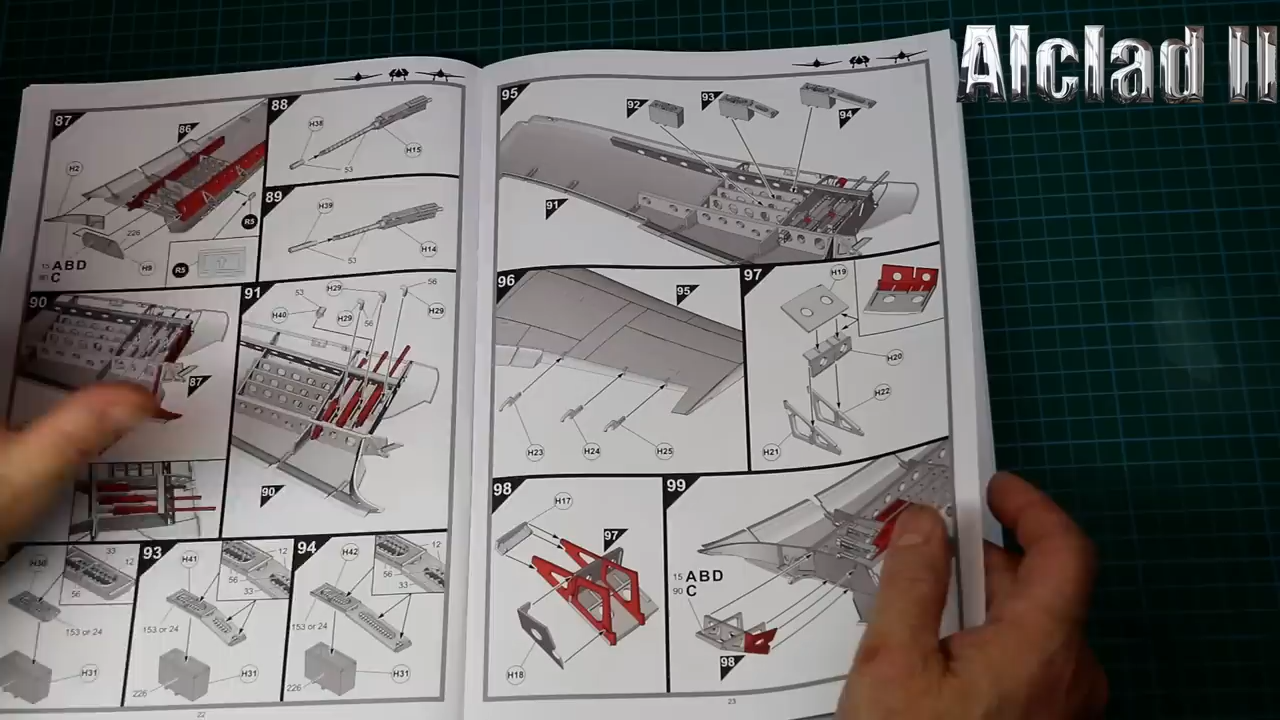 Alclad II
87
86
H2
226
H8
R5
R5
15 ABD
90 C
88
H38
53
H15
89
H39
53
H14
90
87
91
53
H29
H40
H29
56
56
H29
90
33
12
56
H30
153 or 24
H31
93
H41
12
56
33
153 or 24
226
H31
94
H42
12
56
33
153 or 24
226
H31
22
95
92
93
94
91
96
95
H23
H24
H25
97
H19
H20
H22
H21
98
H17
97
H18
99
15 ABD
90 C
98
23